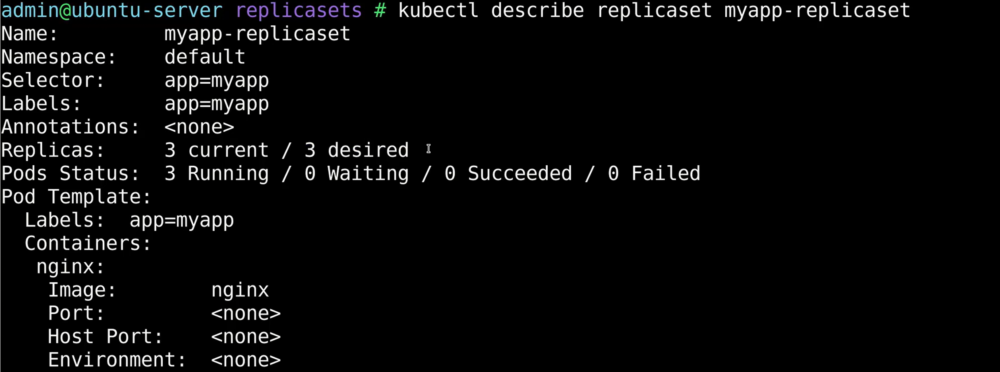 admin@ubuntu-server replicasets # kubectl describe replicaset myapp-replicaset
Name:         myapp-replicaset
Namespace:    default
Selector:     app=myapp
Labels:       app=myapp
Annotations:  <none>
Replicas:     3 current / 3 desired
Pods Status:  3 Running / 0 Waiting / 0 Succeeded / 0 Failed
Pod Template:
  Labels:  app=myapp
  Containers:
   nginx:
    Image:        nginx
    Port:         <none>
    Host Port:    <none>
    Environment:  <none>